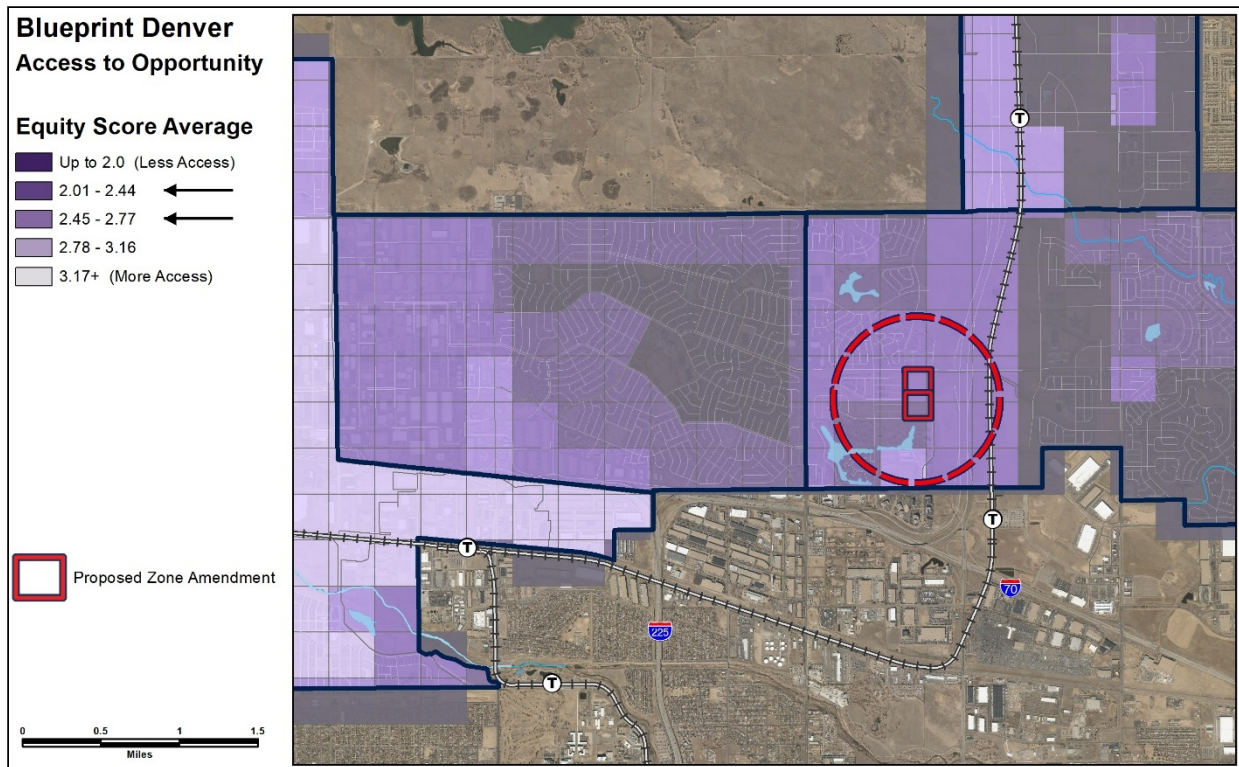 Blueprint Denver
Access to Opportunity
Equity Score Average
Up to 2.0 (Less Access)
2.01 - 2.44
2.45 - 2.77
2.78 - 3.16
3.17+ (More Access)
Proposed Zone Amendment
0 0.5 1 1.5
Miles
T
T
T
T
70
225